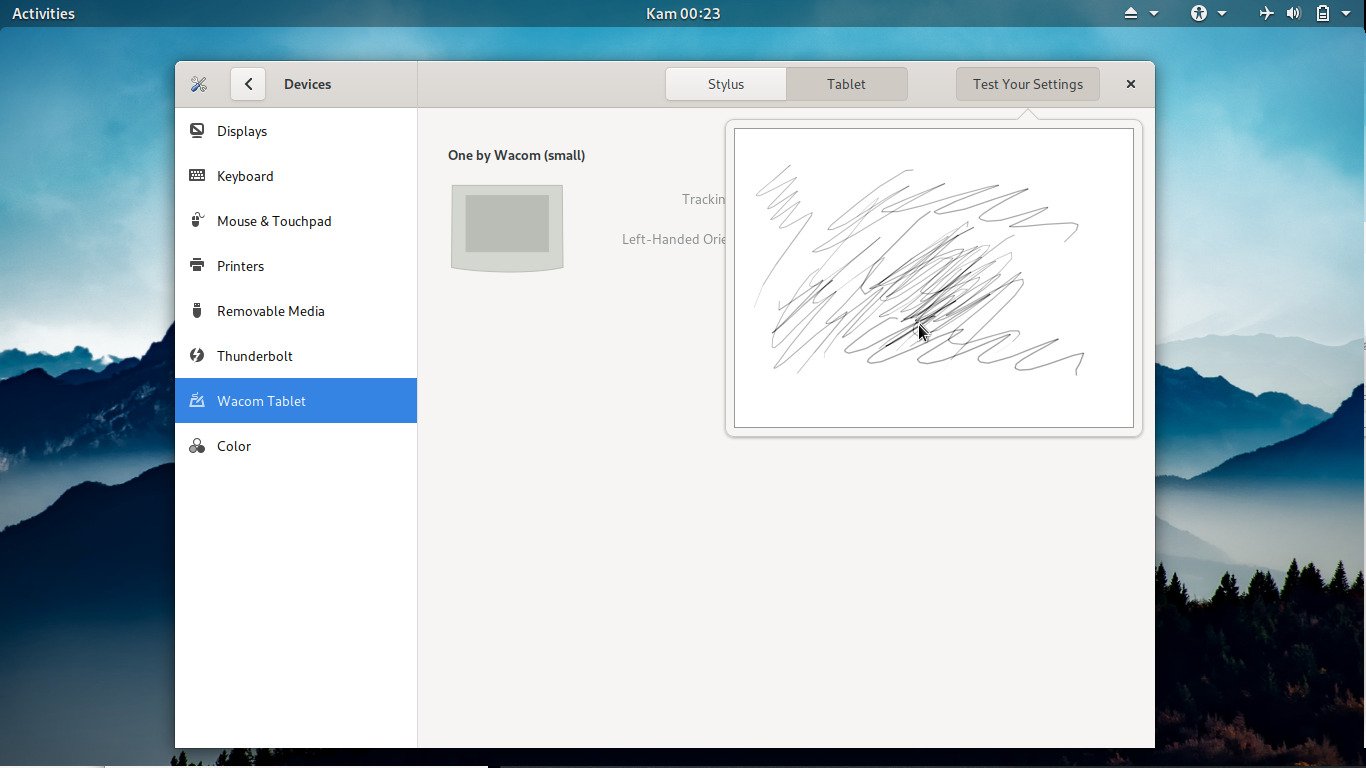 Activities
Kam 00:23
Devices
Stylus
Tablet
Test Your Settings
Displays
Keyboard
Mouse & Touchpad
Printers
Removable Media
Thunderbolt
Wacom Tablet
Color
One by Wacom (small)
Trackin
Left-Handed Orie